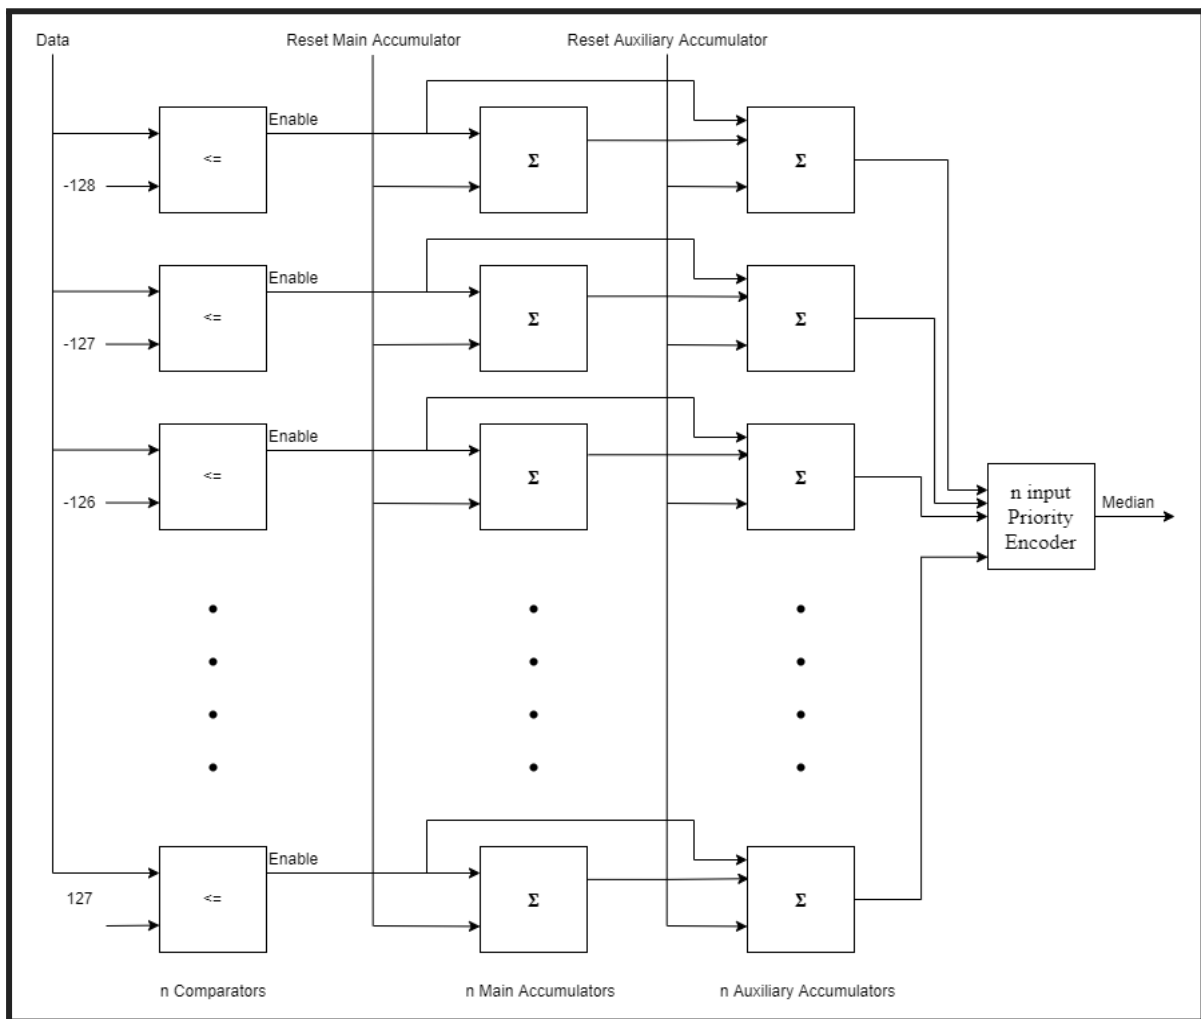 Data
Reset Main Accumulator
Reset Auxiliary Accumulator
Enable
<=
Σ
Σ
-128
Enable
<=
Σ
Σ
-127
Enable
<=
Σ
Σ
-126
n input
Priority
Encoder
Median
Enable
127
<=
Σ
Σ
n Comparators
n Main Accumulators
n Auxiliary Accumulators